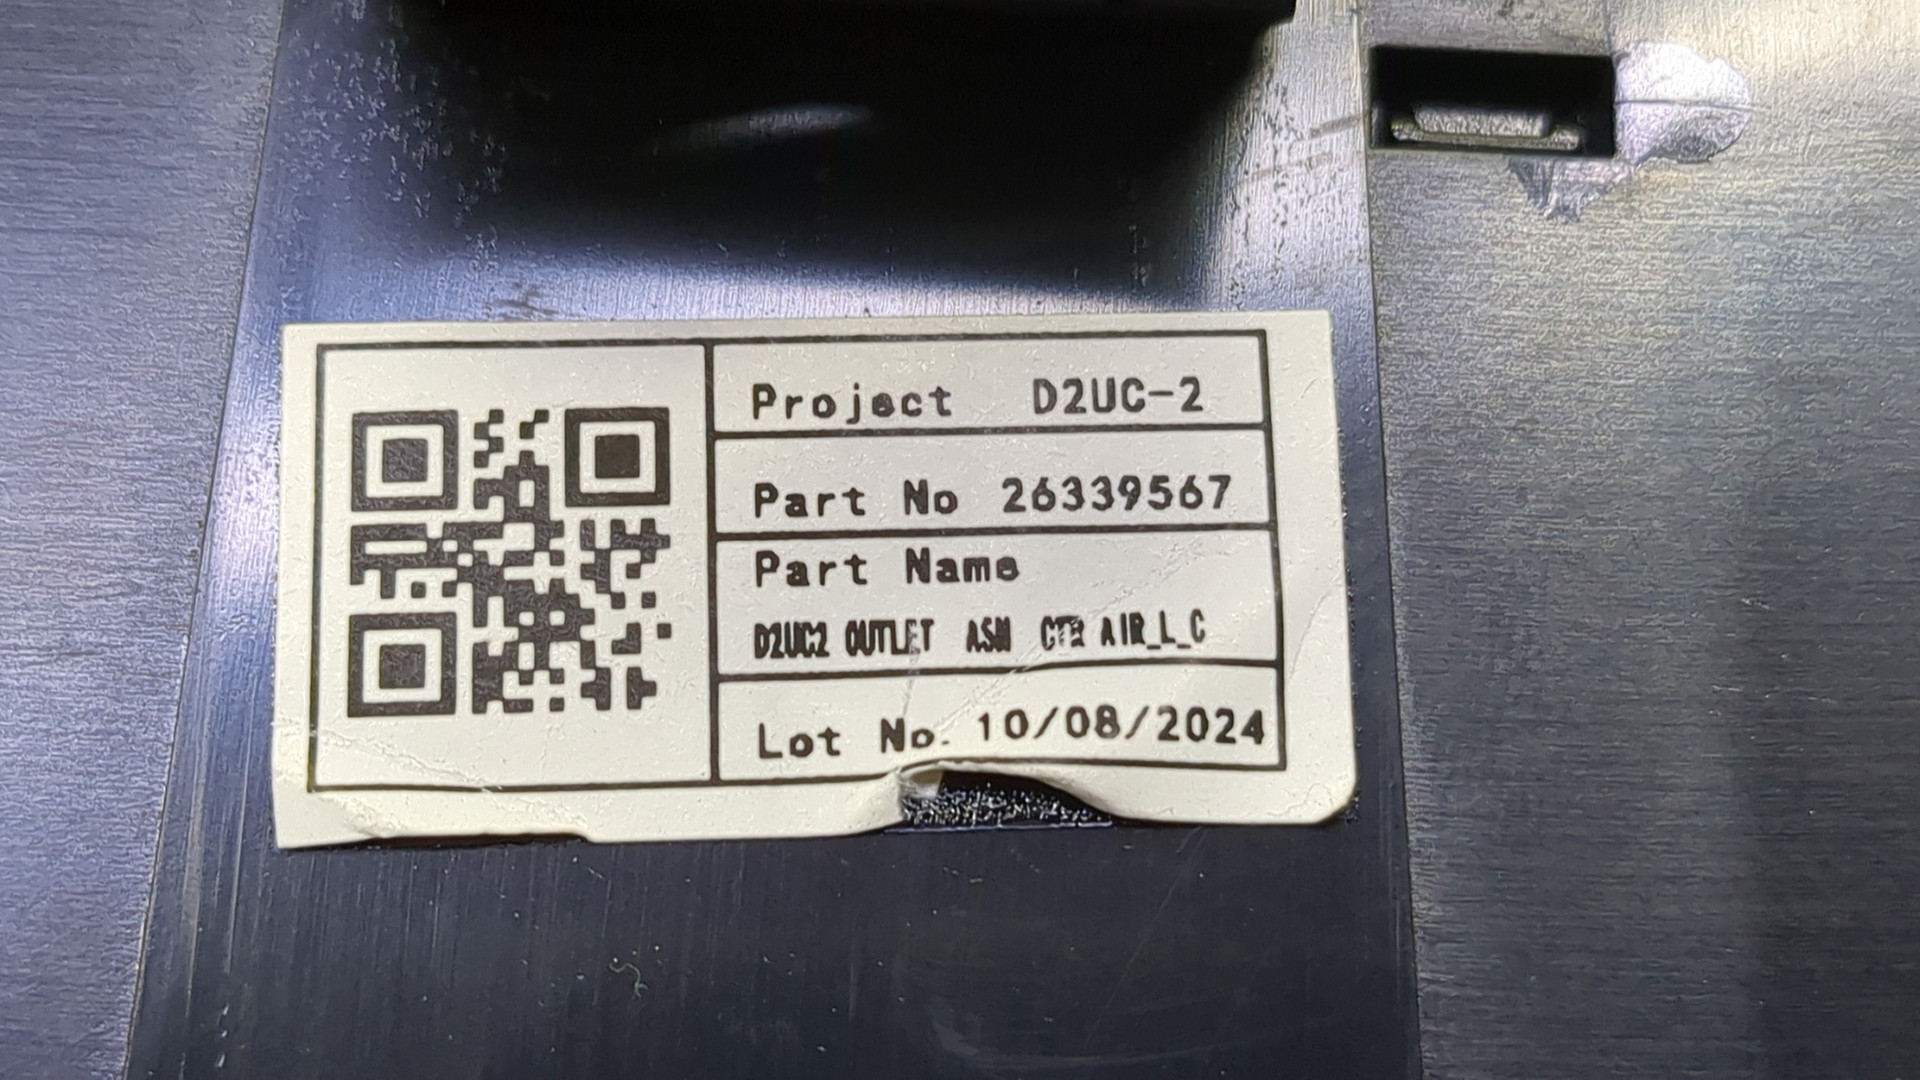 Project D2UC-2
Part No 26339567
Part Name
D2UC2 OUTLET ASM CTR AIR_L_C
Lot No. 10/08/2024